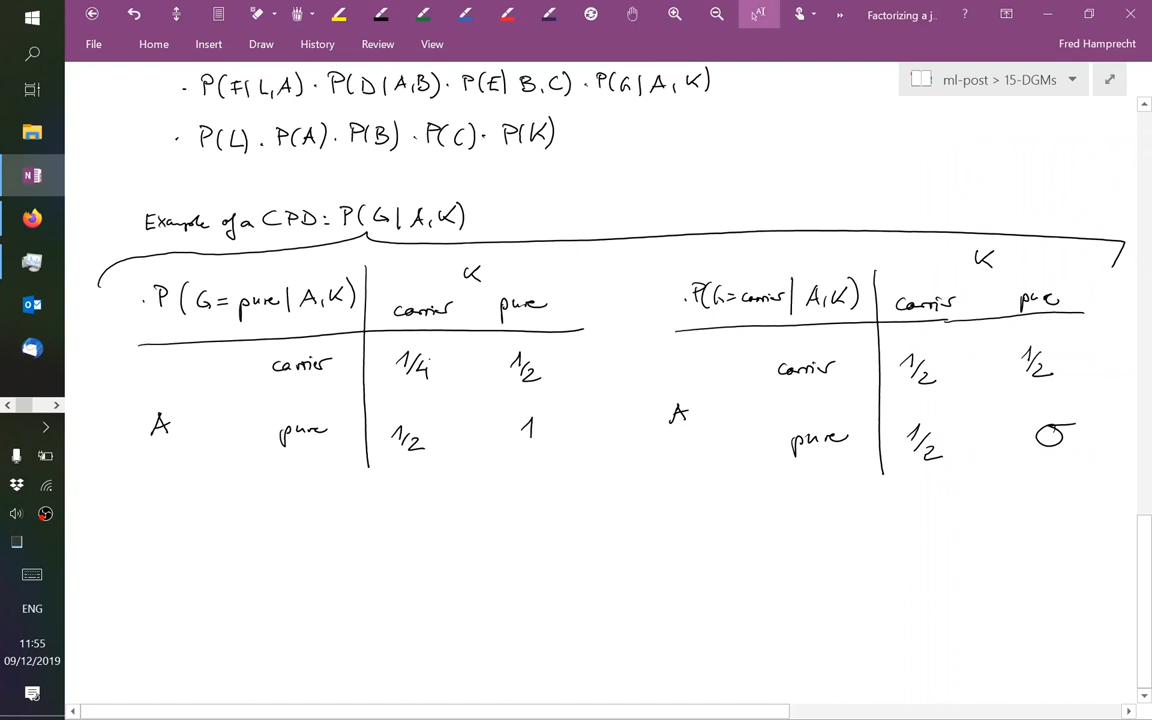 Factorizing a j...
?
File Home Insert Draw History Review View
Fred Hamprecht
ml-post > 15-DGMs
· P(F|L,A) · P(D|A,B) · P(E|B,C) · P(G|A,K)
· P(L) . P(A) · P(B) · P(C) · P(K)
Example of a CPD: P(G|A,K)
K
K
· P(G=pure|A,K) carrier pure
· P(G=carrier|A,K) carrier pure
carrier 1/4 1/2
carrier 1/2 1/2
A pure 1/2 1
A pure 1/2 0
ENG
11:55
09/12/2019